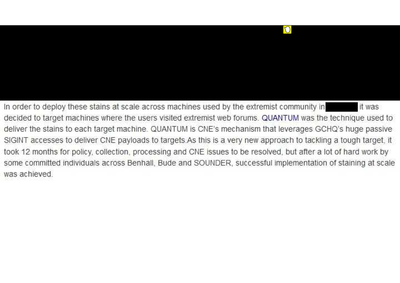 In order to deploy these stains at scale across machines used by the extremist community in it was
decided to target machines where the users visited extremist web forums. QUANTUM was the technique used to
deliver the stains to each target machine. QUANTUM is CNE's mechanism that leverages GCHQ's huge passive
SIGINT accesses to deliver CNE payloads to targets.As this is a very new approach to tackling a tough target, it
took 12 months for policy, collection, processing and CNE issues to be resolved, but after a lot of hard work by
some committed individuals across Benhall, Bude and SOUNDER, successful implementation of staining at scale
was achieved.